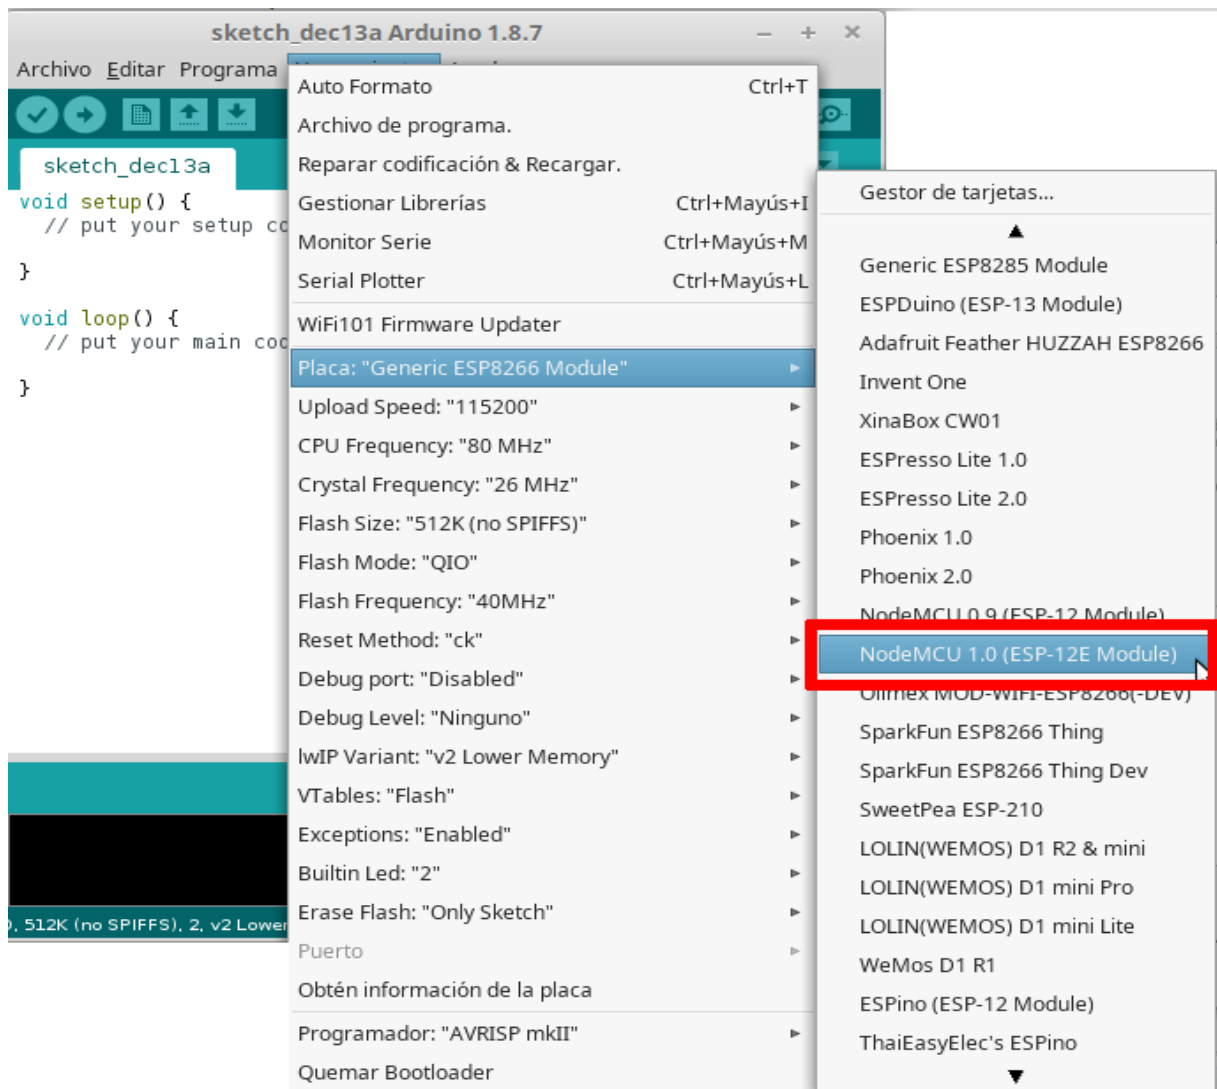 sketch_dec13a Arduino 1.8.7
Archivo Editar Programa
sketch_dec13a
void setup() {
// put your setup co
}
void loop() {
// put your main cod
}
, 512K (no SPIFFS), 2, v2 Lower
Auto Formato Ctrl+T
Archivo de programa.
Reparar codificación & Recargar.
Gestionar Librerías Ctrl+Mayús+I
Monitor Serie Ctrl+Mayús+M
Serial Plotter Ctrl+Mayús+L
WiFi101 Firmware Updater
Placa: "Generic ESP8266 Module"
Upload Speed: "115200"
CPU Frequency: "80 MHz"
Crystal Frequency: "26 MHz"
Flash Size: "512K (no SPIFFS)"
Flash Mode: "QIO"
Flash Frequency: "40MHz"
Reset Method: "ck"
Debug port: "Disabled"
Debug Level: "Ninguno"
lwIP Variant: "v2 Lower Memory"
VTables: "Flash"
Exceptions: "Enabled"
Builtin Led: "2"
Erase Flash: "Only Sketch"
Puerto
Obtén información de la placa
Programador: "AVRISP mkII"
Quemar Bootloader
Gestor de tarjetas...
Generic ESP8285 Module
ESPDuino (ESP-13 Module)
Adafruit Feather HUZZAH ESP8266
Invent One
XinaBox CW01
ESPresso Lite 1.0
ESPresso Lite 2.0
Phoenix 1.0
Phoenix 2.0
NodeMCU 0.9 (ESP-12 Module)
NodeMCU 1.0 (ESP-12E Module)
Olimex MOD-WIFI-ESP8266(-DEV)
SparkFun ESP8266 Thing
SparkFun ESP8266 Thing Dev
SweetPea ESP-210
LOLIN(WEMOS) D1 R2 & mini
LOLIN(WEMOS) D1 mini Pro
LOLIN(WEMOS) D1 mini Lite
WeMos D1 R1
ESPino (ESP-12 Module)
ThaiEasyElec's ESPino